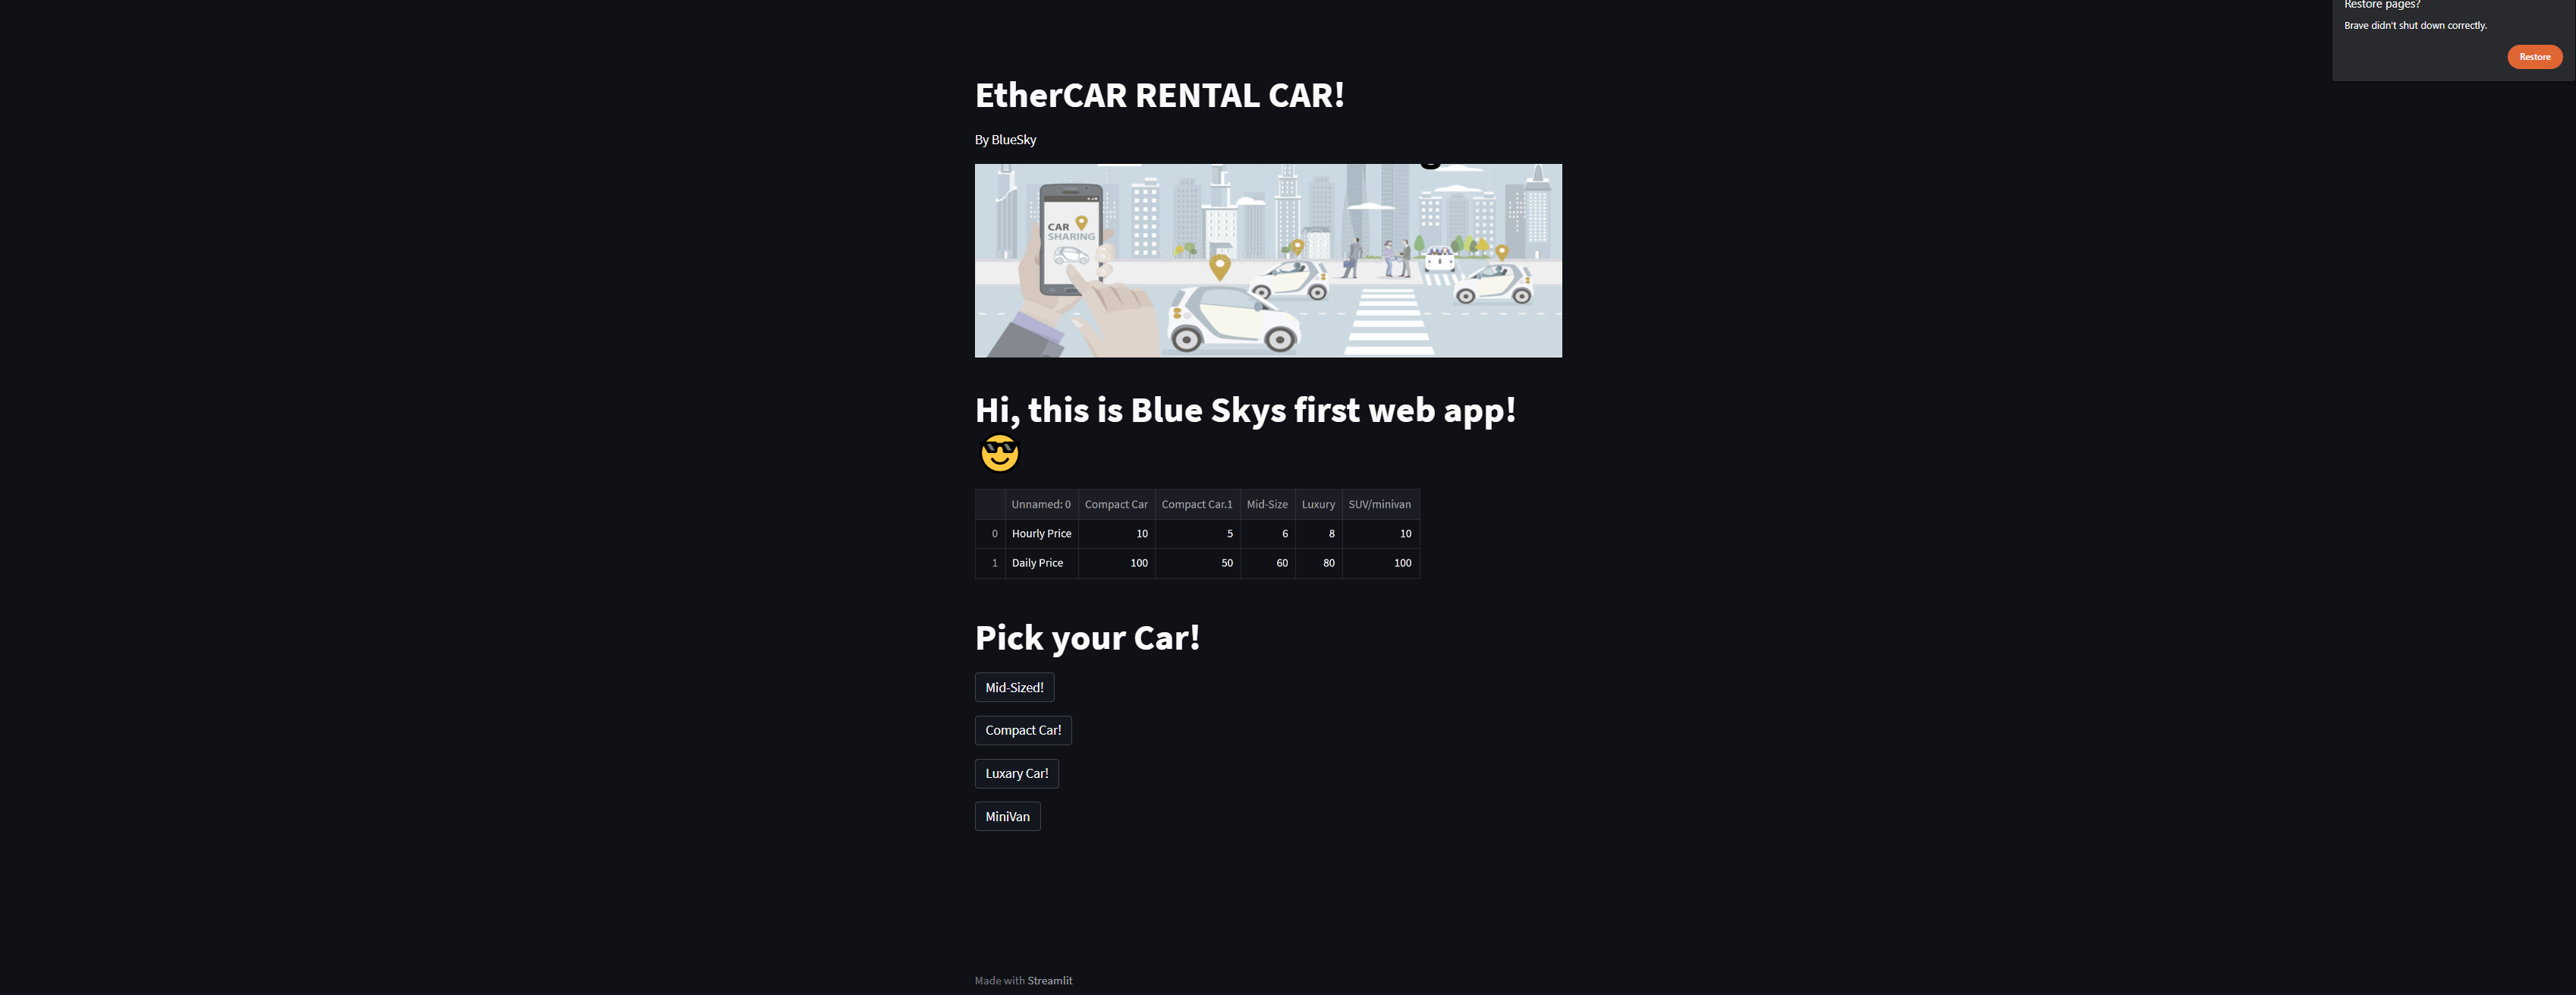 Restore pages?
Brave didn't shut down correctly.
Restore
EtherCAR RENTAL CAR!
By BlueSky
CAR
SHARING
Hi, this is Blue Skys first web app!
😎
Unnamed: 0 Compact Car Compact Car.1 Mid-Size Luxury SUV/minivan
0 Hourly Price 10 5 6 8 10
1 Daily Price 100 50 60 80 100
Pick your Car!
Mid-Sized!
Compact Car!
Luxary Car!
MiniVan
Made with Streamlit